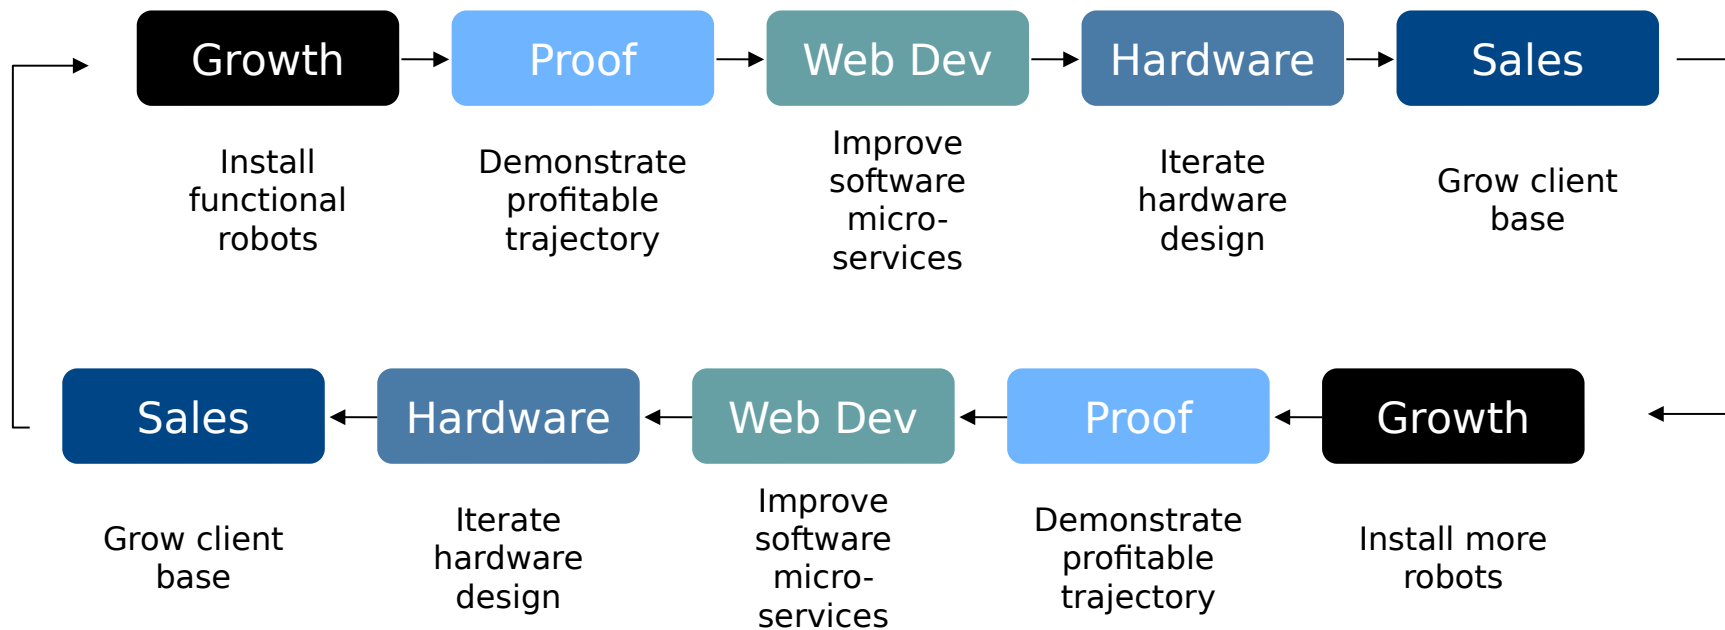 Growth
Proof
Web Dev
Hardware
Sales
Install
functional
robots
Demonstrate
profitable
trajectory
Improve
software
micro-
services
Iterate
hardware
design
Grow client
base
Sales
Hardware
Web Dev
Proof
Growth
Grow client
base
Iterate
hardware
design
Improve
software
micro-
services
Demonstrate
profitable
trajectory
Install more
robots